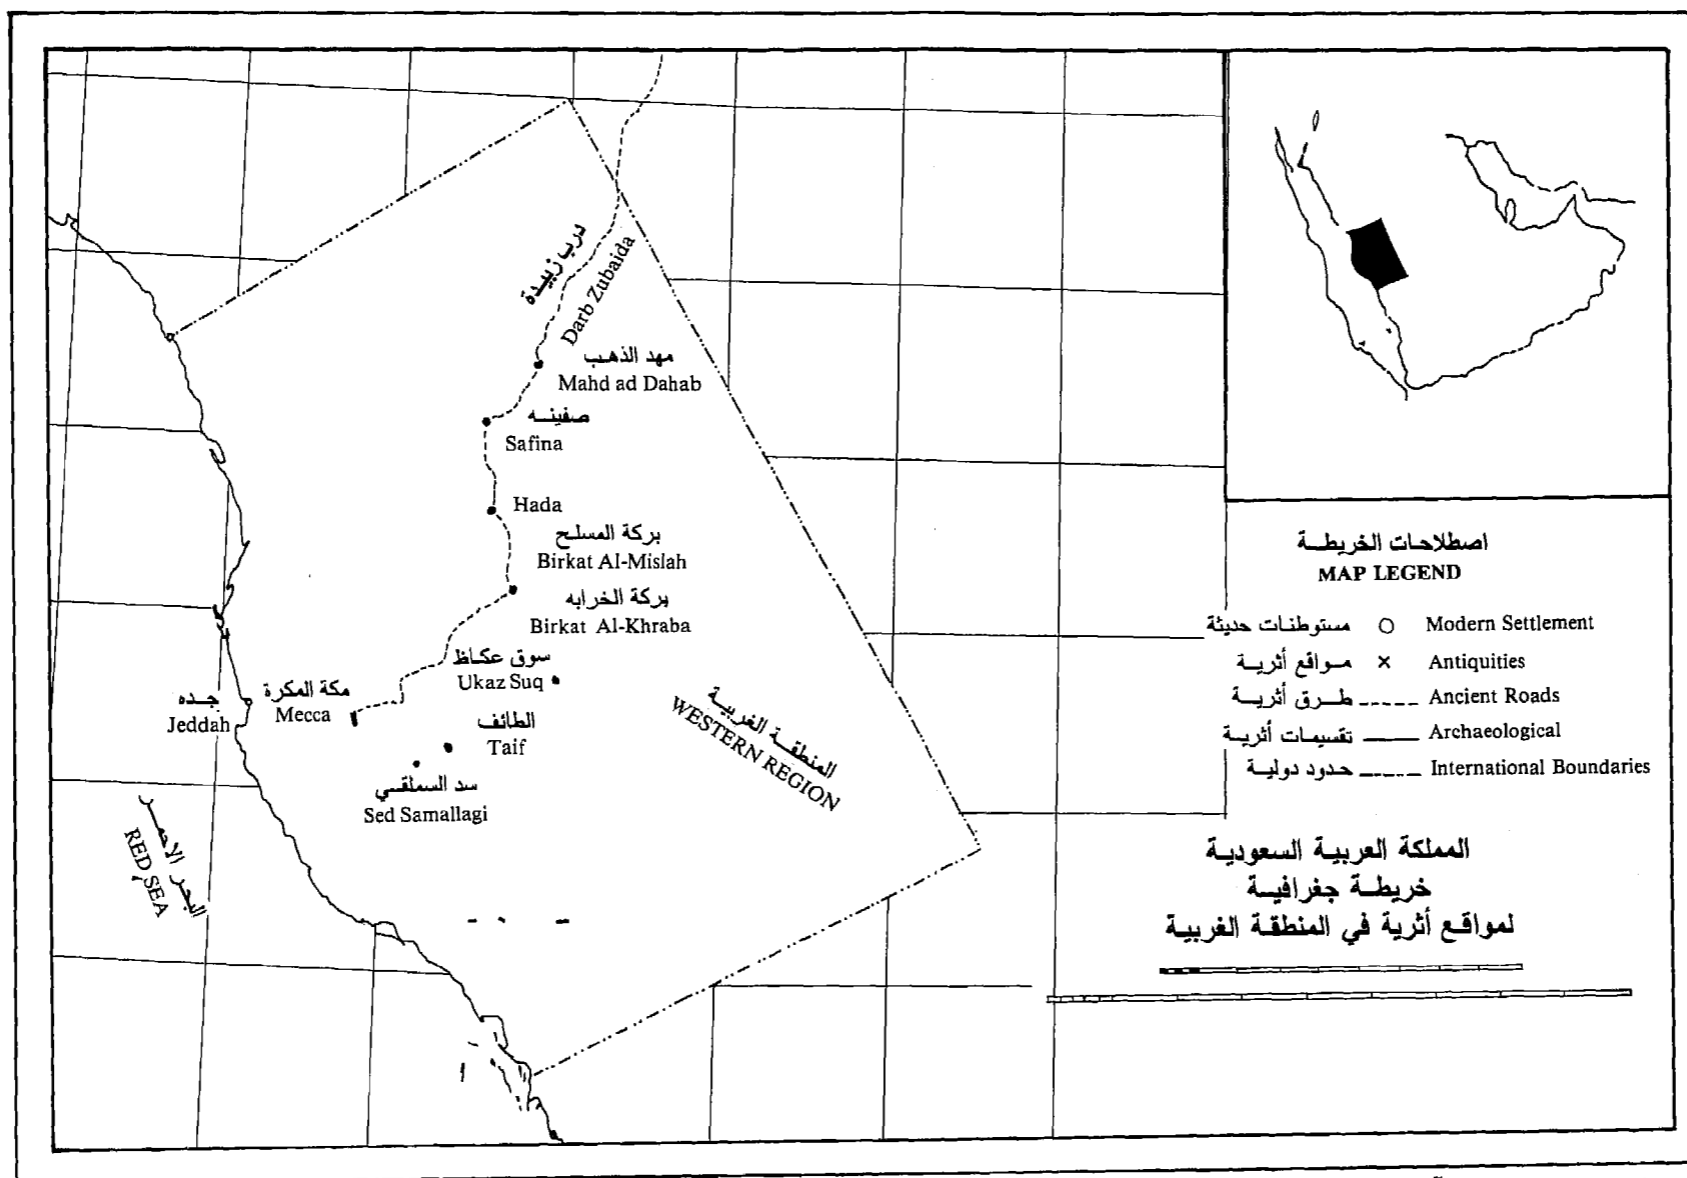 درب زبيدة
Darb Zubaida
مهد الذهب
Mahd ad Dahab
صفينه
Safina
Hada
بركة المسلح
Birkat Al-Mislah
بركة الخرابه
Birkat Al-Khraba
سوق عكاظ
Ukaz Suq
جده
Jeddah
مكة المكرة
Mecca
الطائف
Taif
سد السملقي
Sed Samallagi
المنطقة الغربية
WESTERN REGION
البحر الاحمر
RED SEA
اصطلاحات الخريطة
MAP LEGEND
مستوطنات حديثة Modern Settlement
مواقع أثرية Antiquities
طرق أثرية Ancient Roads
تقسيمات أثرية Archaeological
حدود دولية International Boundaries
المملكة العربية السعودية
خريطة جغرافية
لمواقع أثرية في المنطقة الغربية